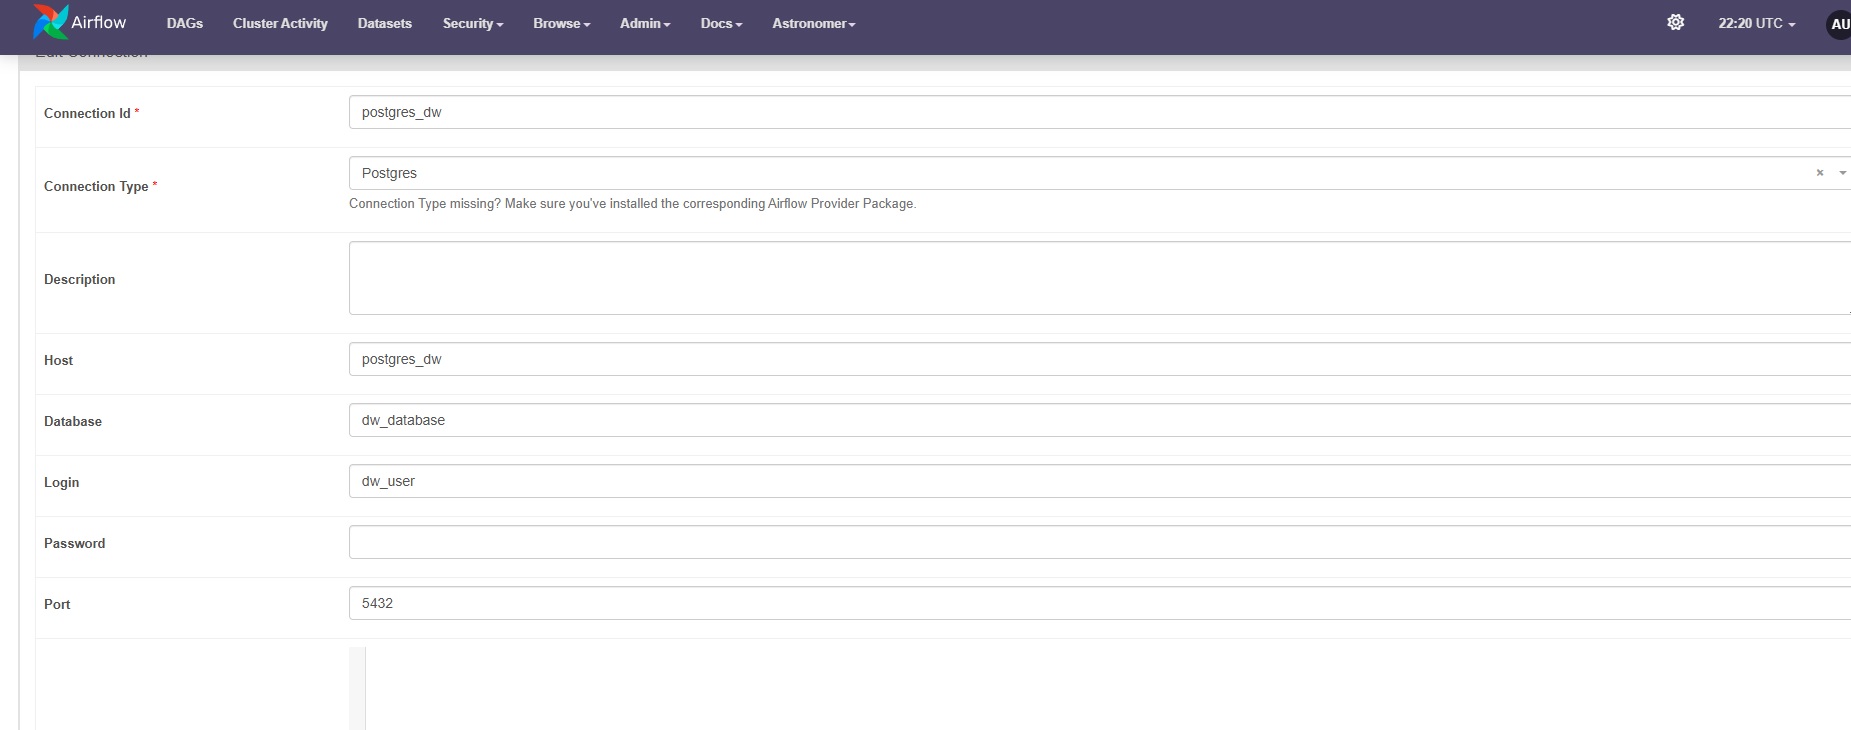 Airflow DAGs Cluster Activity Datasets Security Browse Admin Docs Astronomer 22:20 UTC AU
Edit Connection
Connection Id * postgres_dw
Connection Type * Postgres
Connection Type missing? Make sure you've installed the corresponding Airflow Provider Package.
Description
Host postgres_dw
Database dw_database
Login dw_user
Password
Port 5432